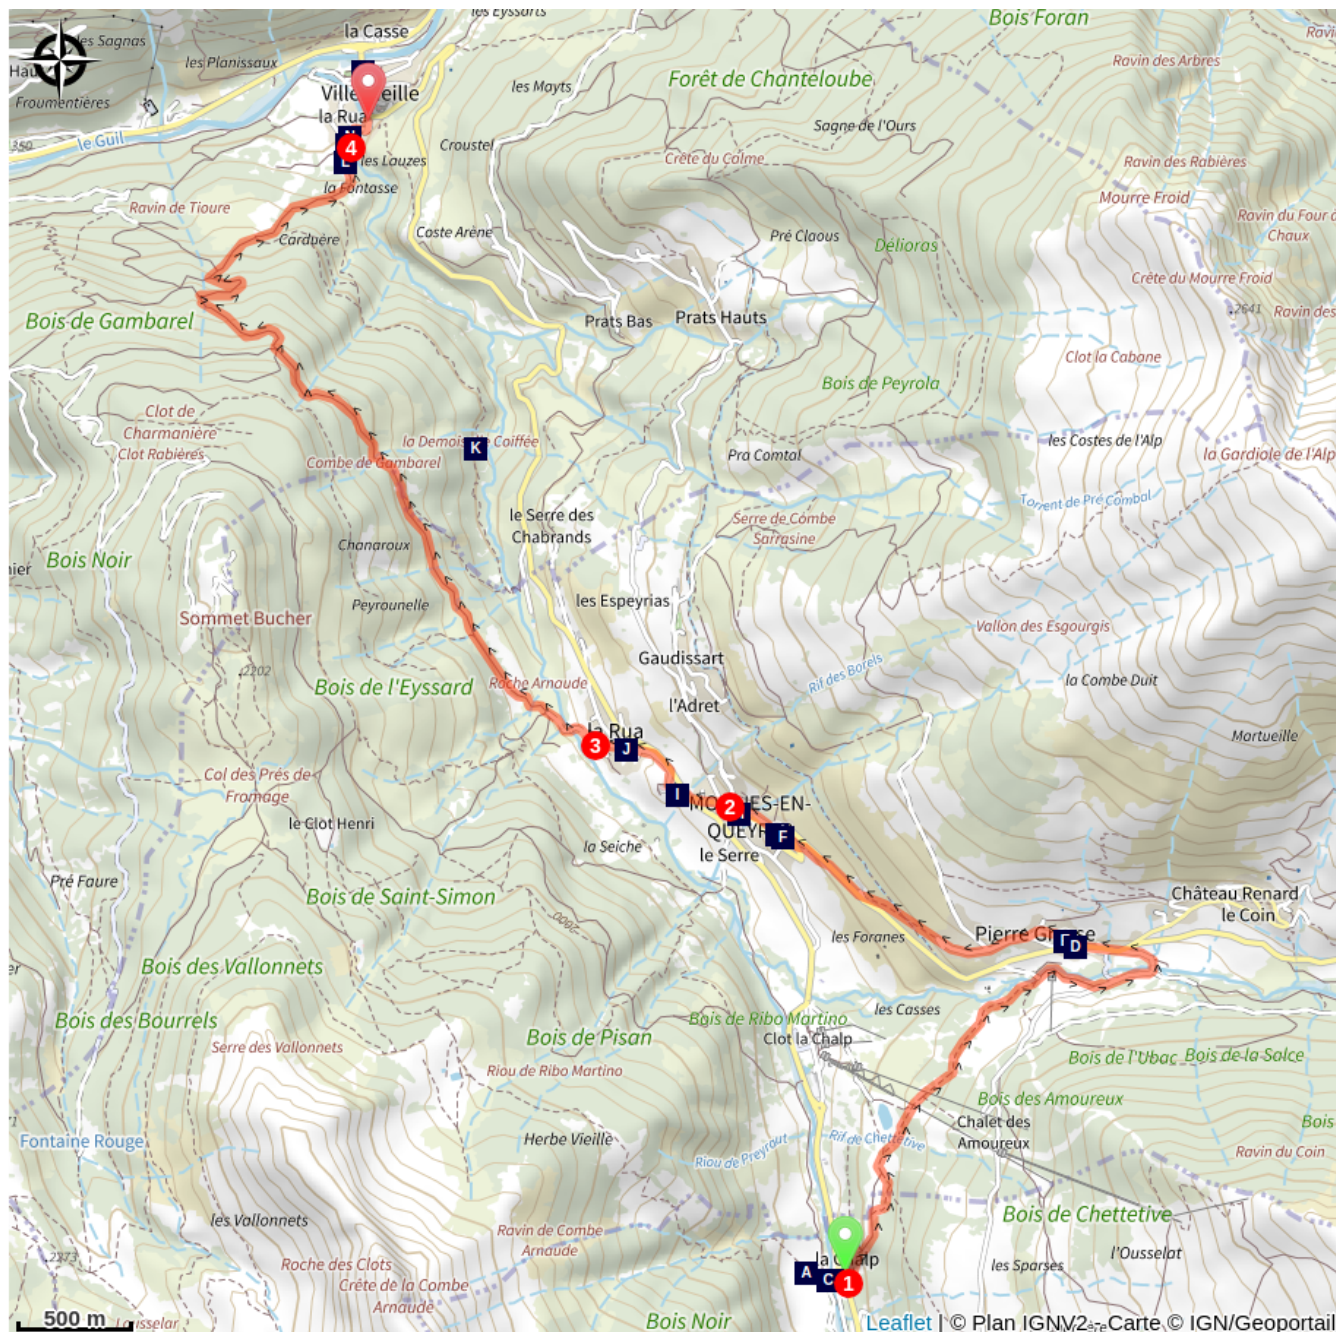 les Eyssarts
Bois Foran
la Casse
les Sagnas
les Planissaux
Ravin des Arbres
Forêt de Chanteloube
les Mayts
Froumentières
la Rua
Sagne de l'Ours
le Guil
4
les Lauzes
Croustel
Crête du Calme
Ravin des Rabières
la Fontasse
Mourre Froid
Ravin de Tioure
Ravin du Four à
Chaux
Carduère
Coste Arène
Pré Claous
Délioras
Crête du Mourre Froid
2641
Bois de Gambarel
Prats Bas
Prats Hauts
Clot la Cabane
Bois de Peyrola
Clot de
Charmanière
Clot Rabières
les Costes de l'Alp
K
Combe de Gambarel
Pra Comtal
la Gardiole de l'Alp
Torrent de Pré Combal
le Serre des
Chabrands
Serre de Combe
Sarrasine
Chanaroux
Bois Noir
Peyrounelle
les Espeyrias
Sommet Bucher
Vallon des Esgourgis
Gaudissart
2202
Rif des Borels
Bois de l'Eyssard
Roche Arnaude
la Combe Duit
l'Adret
la Rua
3
J
Martueille
Col des Prés de
Fromage
I
2
le Clot Henri
F
la Seiche
le Serre
Pré Faure
Bois de Saint-Simon
Château Renard
le Coin
2000
les Foranes
D
Bois des Vallonnets
les Casses
Bois des Bourrels
Bois de Ribo Martino
Bois de Pisan
Clot la Chalp
Serre des Vallonnets
Bois de l'Ubac
Bois de la Salce
Riou de Ribo Martino
Bois des Amoureux
Chalet des
Amoureux
Fontaine Rouge
Herbe Vieille
Rif de Chettetive
Riou de Preyrout
Ravin du Coin
les Vallonnets
Bois de Chettetive
Ravin de Combe
Arnaude
2273
l'Ousselat
Roche des Clots
les Sparses
la Chalp
A
C
1
Crête de la Combe
Arnaude
500 m
Bois Noir
Leaflet | © Plan IGNV2 - Carte © IGN/Geoportail